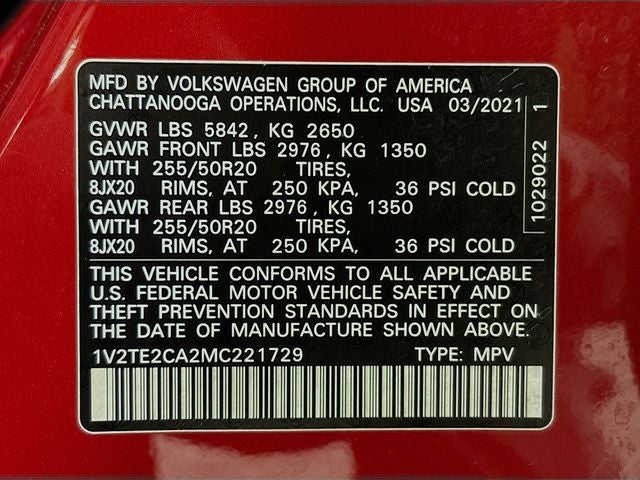 MFD BY VOLKSWAGEN GROUP OF AMERICA
CHATTANOOGA OPERATIONS, LLC. USA 03/2021
GVWR LBS 5842, KG 2650
GAWR FRONT LBS 2976, KG 1350
WITH 255/50R20 TIRES,
8JX20 RIMS, AT 250 KPA, 36 PSI COLD
GAWR REAR LBS 2976, KG 1350
WITH 255/50R20 TIRES,
8JX20 RIMS, AT 250 KPA, 36 PSI COLD
THIS VEHICLE CONFORMS TO ALL APPLICABLE
U.S. FEDERAL MOTOR VEHICLE SAFETY AND
THEFT PREVENTION STANDARDS IN EFFECT ON
THE DATE OF MANUFACTURE SHOWN ABOVE.
1V2TE2CA2MC221729 TYPE: MPV
1029022 1